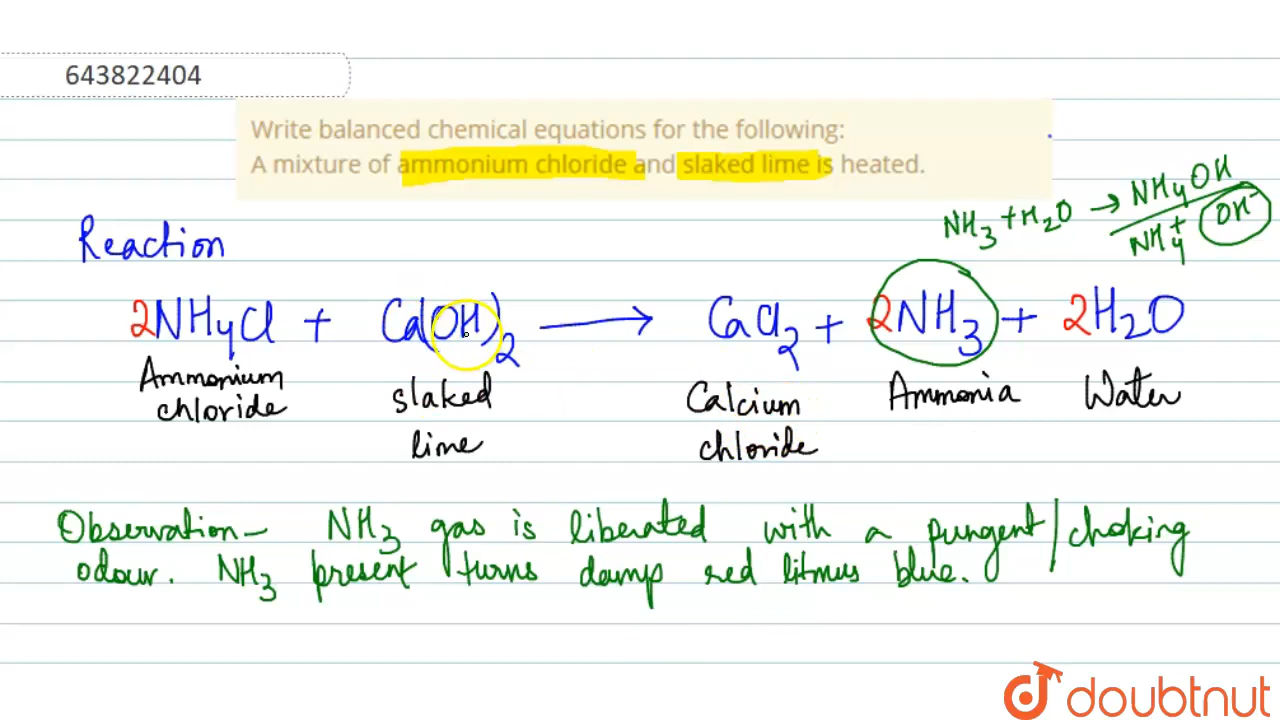 643822404
Write balanced chemical equations for the following:
A mixture of ammonium chloride and slaked lime is heated.
NH3 + H2O → NH4OH
NH4+ OH-
Reaction
2NH4Cl + Ca(OH)2 → CaCl2 + 2NH3 + 2H2O
Ammonium chloride slaked lime Calcium chloride Ammonia Water
Observation - NH3 gas is liberated with a pungent/choking
odour. NH3 present turns damp red litmus blue.
doubtnut